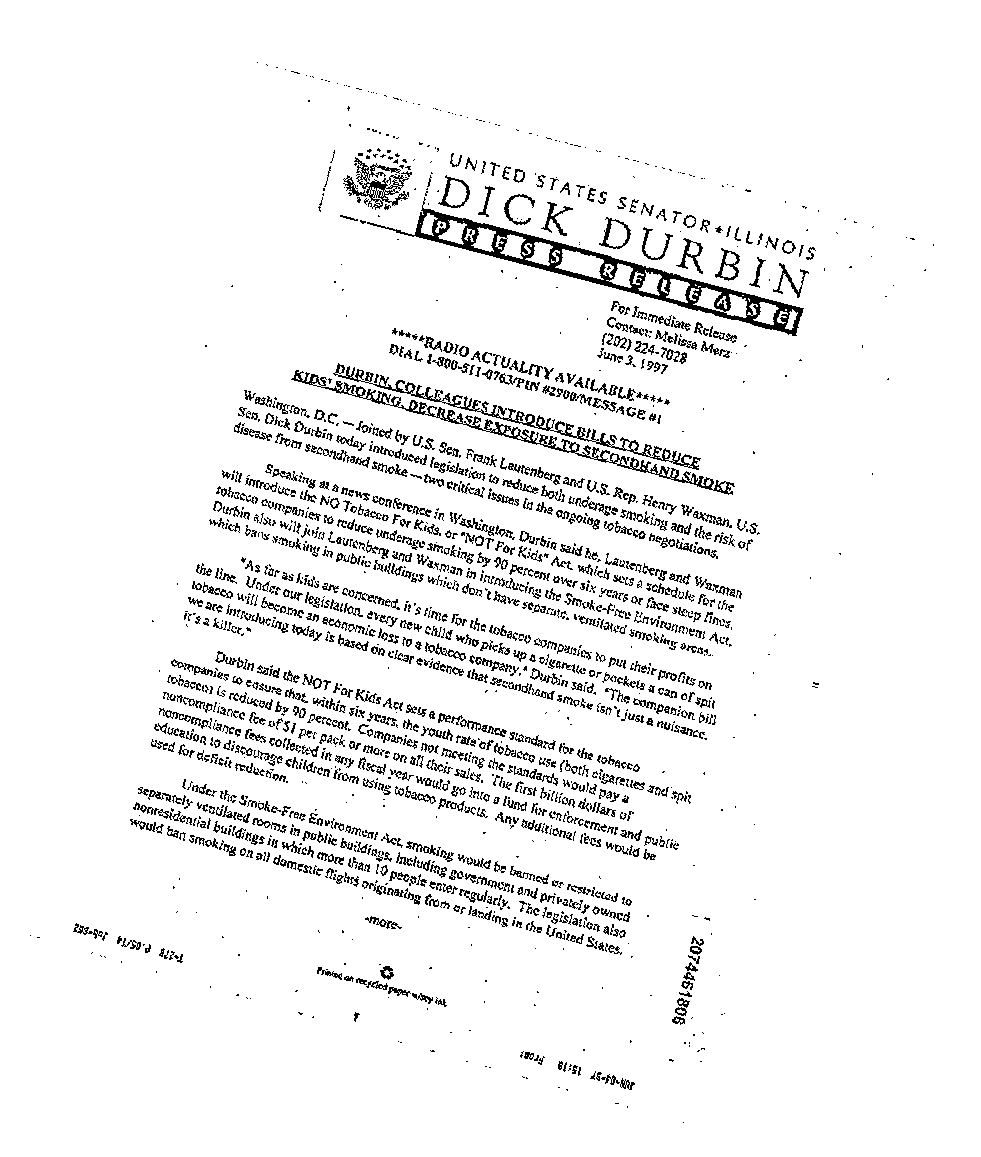 UNITED STATES SENATOR★ILLINOIS
DICK DURBIN
PRESS RELEASE
For Immediate Release
Contact: Melissa Merz
(202) 224-7028
June 3, 1997
*****RADIO ACTUALITY AVAILABLE*****
DIAL 1-800-511-0763/PIN #2900/MESSAGE #1
DURBIN, COLLEAGUES INTRODUCE BILLS TO REDUCE
KIDS' SMOKING, DECREASE EXPOSURE TO SECONDHAND SMOKE
Washington, D.C. — Joined by U.S. Sen. Frank Lautenberg and U.S. Rep. Henry Waxman, U.S.
Sen. Dick Durbin today introduced legislation to reduce both underage smoking and the risk of
disease from secondhand smoke — two critical issues in the ongoing tobacco negotiations.
Speaking at a news conference in Washington, Durbin said he, Lautenberg and Waxman
will introduce the NO Tobacco For Kids, or "NOT For Kids" Act, which sets a schedule for the
tobacco companies to reduce underage smoking by 90 percent over six years or face steep fines.
Durbin also will join Lautenberg and Waxman in introducing the Smoke-Free Environment Act,
which bans smoking in public buildings which don't have separate, ventilated smoking areas.
"As far as kids are concerned, it's time for the tobacco companies to put their profits on
the line. Under our legislation, every new child who picks up a cigarette or pockets a can of spit
tobacco will become an economic loss to a tobacco company," Durbin said. "The companion bill
we are introducing today is based on clear evidence that secondhand smoke isn't just a nuisance,
it's a killer."
Durbin said the NOT For Kids Act sets a performance standard for the tobacco
companies to ensure that, within six years, the youth rate of tobacco use (both cigarettes and spit
tobacco) is reduced by 90 percent. Companies not meeting the standards would pay a
noncompliance fee of $1 per pack or more on all their sales. The first billion dollars of
noncompliance fees collected in any fiscal year would go into a fund for enforcement and public
education to discourage children from using tobacco products. Any additional fees would be
used for deficit reduction.
Under the Smoke-Free Environment Act, smoking would be banned or restricted to
separately ventilated rooms in public buildings, including government and privately owned
nonresidential buildings in which more than 10 people enter regularly. The legislation also
would ban smoking on all domestic flights originating from or landing in the United States.
-more-
Printed on recycled paper w/soy ink
2074461806
T-278 P.05/14 Job-682
JUN-04-97 15:18 From: